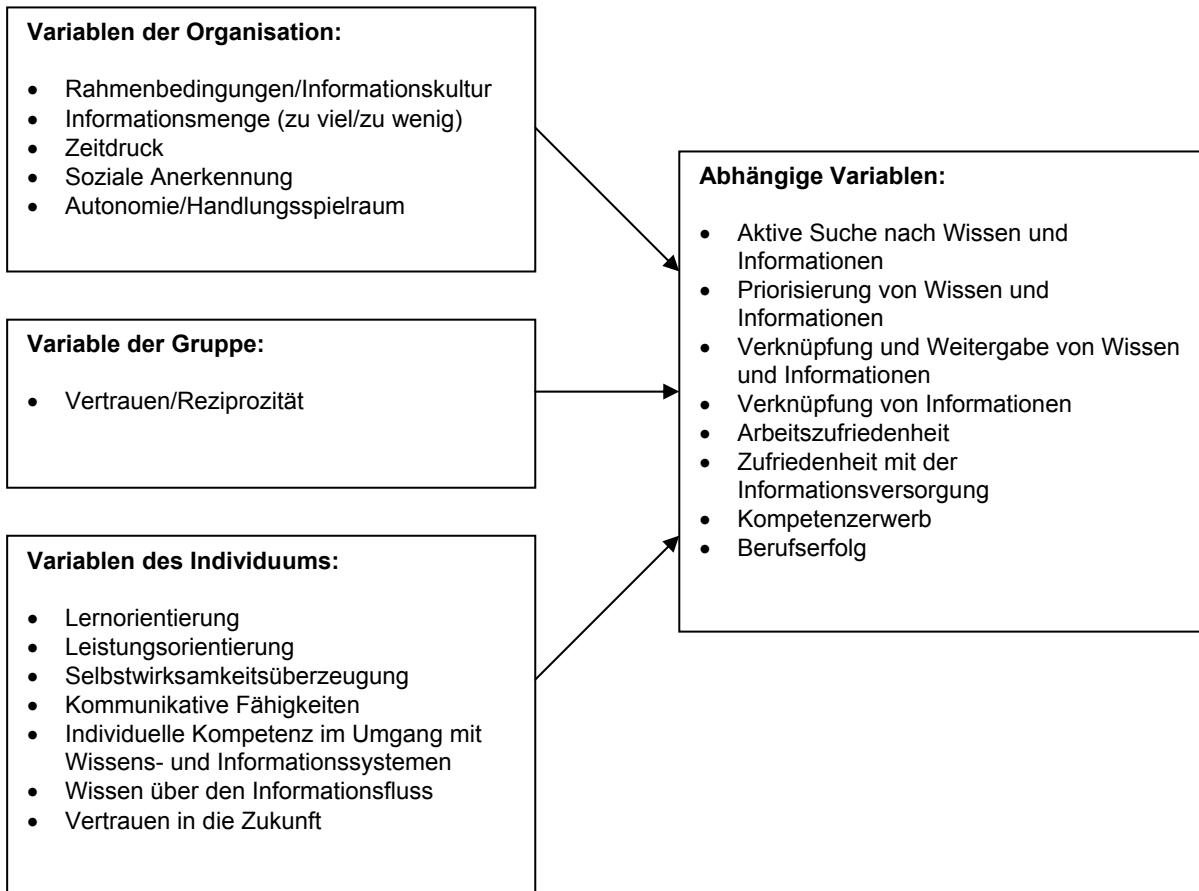 Variablen der Organisation:
• Rahmenbedingungen/Informationskultur
• Informationsmenge (zu viel/zu wenig)
• Zeitdruck
• Soziale Anerkennung
• Autonomie/Handlungsspielraum
Variable der Gruppe:
• Vertrauen/Reziprozität
Variablen des Individuums:
• Lernorientierung
• Leistungsorientierung
• Selbstwirksamkeitsüberzeugung
• Kommunikative Fähigkeiten
• Individuelle Kompetenz im Umgang mit
Wissens- und Informationssystemen
• Wissen über den Informationsfluss
• Vertrauen in die Zukunft
Abhängige Variablen:
• Aktive Suche nach Wissen und
Informationen
• Priorisierung von Wissen und
Informationen
• Verknüpfung und Weitergabe von Wissen
und Informationen
• Verknüpfung von Informationen
• Arbeitszufriedenheit
• Zufriedenheit mit der
Informationsversorgung
• Kompetenzerwerb
• Berufserfolg